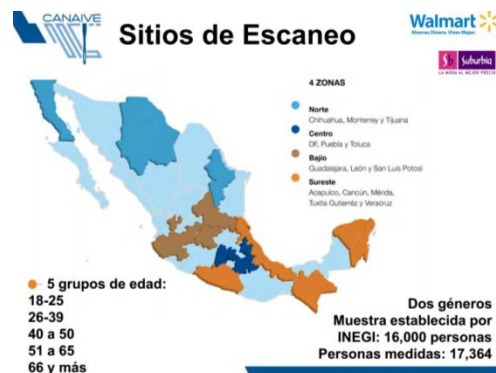 CANAIVE
Sitios de Escaneo
Walmart
Ahorras Dinero. Vives Mejor.
Sb Suburbia
LA MODA AL MEJOR PRECIO
4 ZONAS
Norte
Chihuahua, Monterrey y Tijuana
Centro
DF, Puebla y Toluca
Bajío
Guadalajara, León y San Luis Potosí
Sureste
Acapulco, Cancún, Mérida,
Tuxtla Gutiérrez y Veracruz
5 grupos de edad:
18-25
26-39
40 a 50
51 a 65
66 y más
Dos géneros
Muestra establecida por
INEGI: 16,000 personas
Personas medidas: 17,364